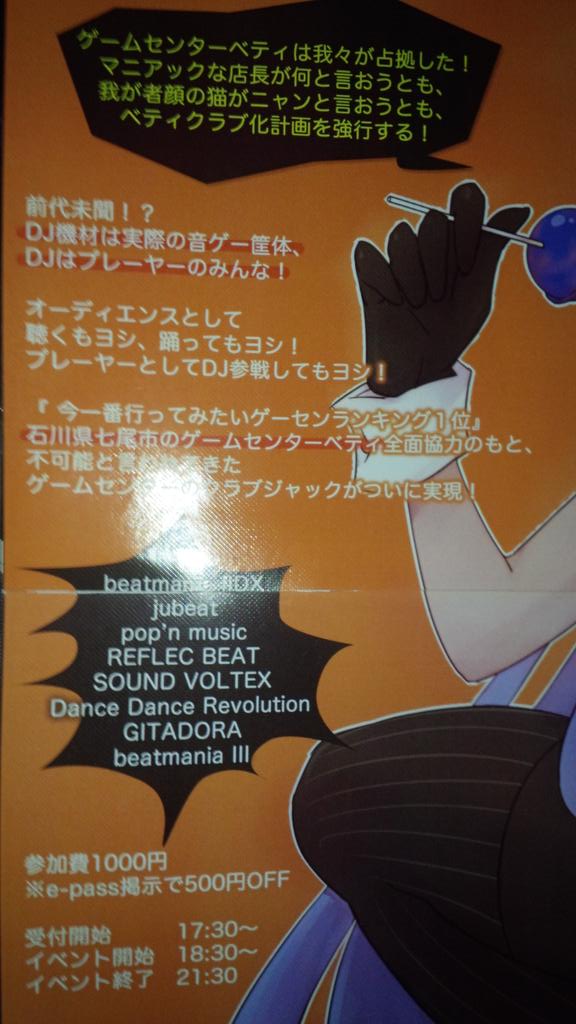 ゲームセンターベティは我々が占拠した！
マニアックな店長が何と言おうとも、
我が者顔の猫がニャンと言おうとも、
ベティクラブ化計画を強行する！
前代未聞！？
DJ機材は実際の音ゲー筐体、
DJはプレーヤーのみんな！
オーディエンスとして
聴くもヨシ、踊ってもヨシ！
プレーヤーとしてDJ参戦してもヨシ！
『今一番行ってみたいゲーセンランキング1位』
石川県七尾市のゲームセンターベティ全面協力のもと、
不可能と言 きた
ゲームセンターのクラブジャックがついに実現！
beatmania IIDX
jubeat
pop'n music
REFLEC BEAT
SOUND VOLTEX
Dance Dance Revolution
GITADORA
beatmania III
参加費1000円
※e-pass掲示で500円OFF
受付開始 17:30～
イベント開始 18:30～
イベント終了 21:30